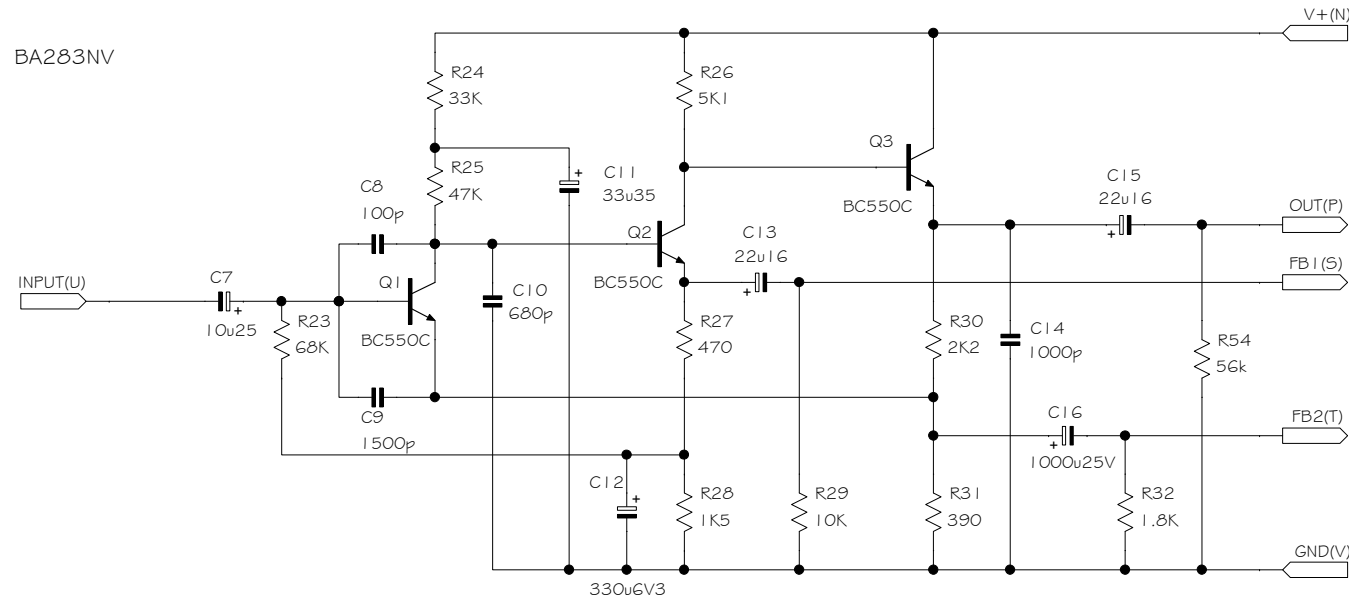 V+(N)
BA283NV
R24
33K
R26
5K1
Q3
C11
33u35
R25
47K
C15
22u16
C8
100p
BC550C
OUT(P)
Q2
C13
22u16
FB1(S)
INPUT(U)
C7
10u25
Q1
BC550C
C10
680p
R23
68K
BC550C
R27
470
R30
2K2
C14
1000p
R54
56k
C9
1500p
C16
1000u25V
FB2(T)
C12
R28
1K5
R29
10K
R31
390
R32
1.8K
GND(V)
330u6V3